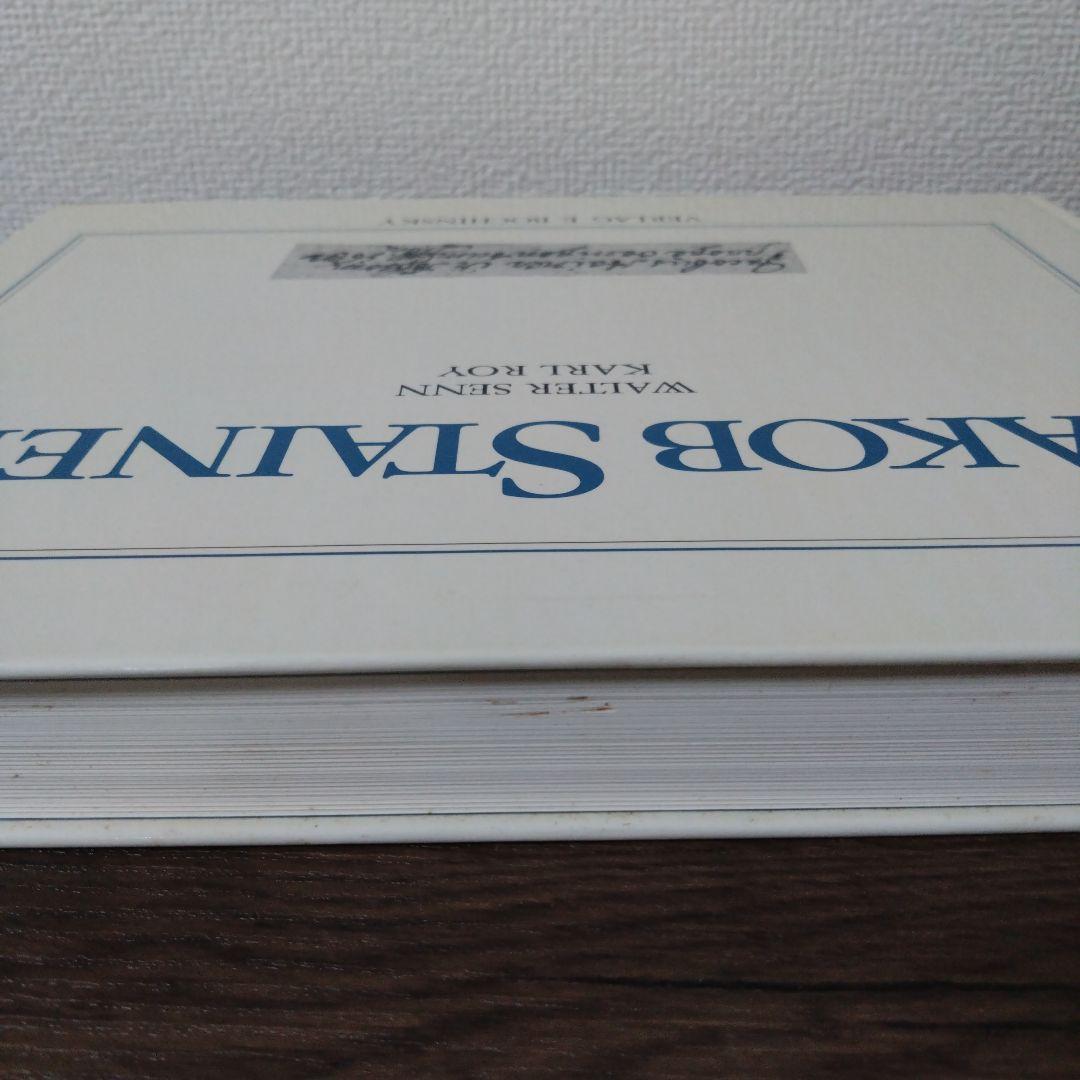 AKOB STAINE
WALTER SENN
KARL ROY
VERLAG E. BOCHINSKY